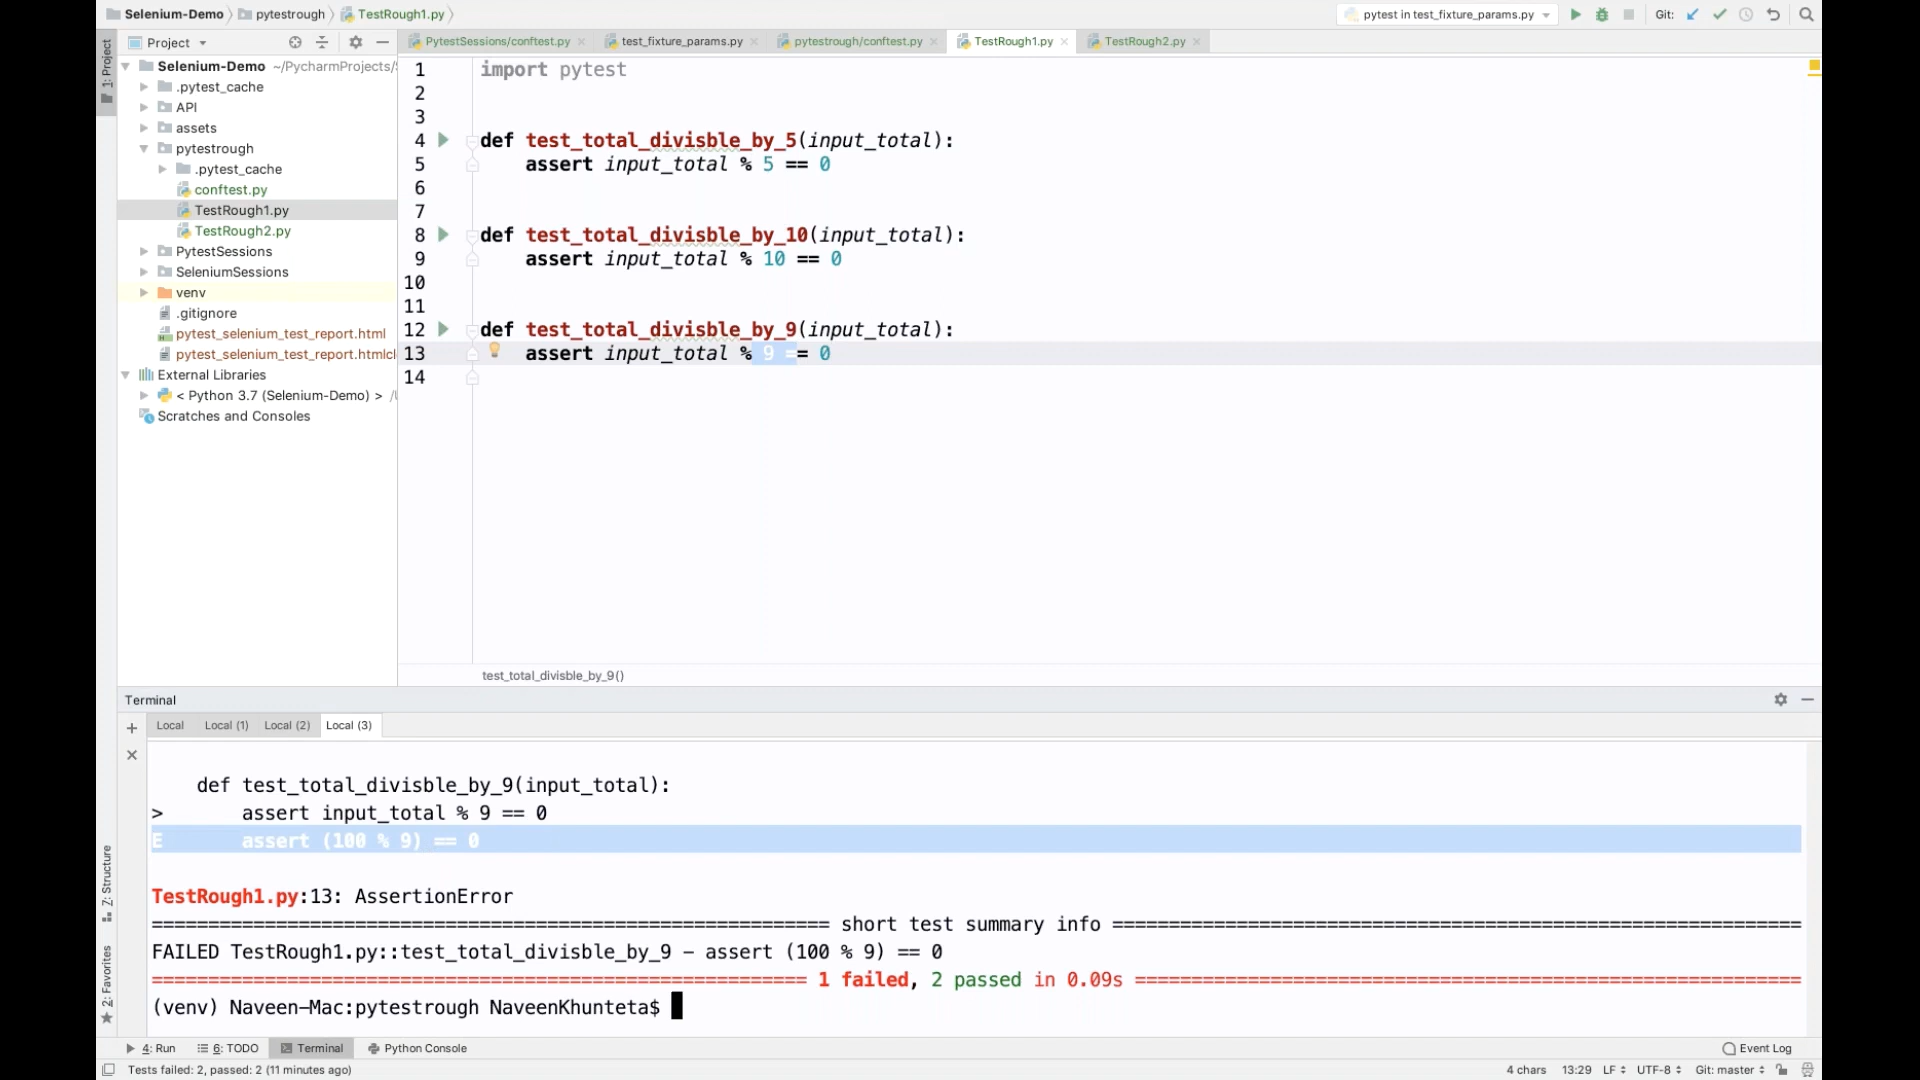 Selenium-Demo pytestrough TestRough1.py
pytest in test_fixture_params.py Git:
1: Project
Project
PytestSessions/conftest.py test_fixture_params.py pytestrough/conftest.py TestRough1.py TestRough2.py
Selenium-Demo ~/PycharmProjects/
.pytest_cache
API
assets
pytestrough
.pytest_cache
conftest.py
TestRough1.py
TestRough2.py
PytestSessions
SeleniumSessions
venv
.gitignore
pytest_selenium_test_report.html
pytest_selenium_test_report.htmlcl
External Libraries
< Python 3.7 (Selenium-Demo) >
Scratches and Consoles
1 import pytest
2
3
4 def test_total_divisble_by_5(input_total):
5 assert input_total % 5 == 0
6
7
8 def test_total_divisble_by_10(input_total):
9 assert input_total % 10 == 0
10
11
12 def test_total_divisble_by_9(input_total):
13 assert input_total % 9 == 0
14
test_total_divisble_by_9()
Terminal
Local Local (1) Local (2) Local (3)
def test_total_divisble_by_9(input_total):
> assert input_total % 9 == 0
E assert (100 % 9) == 0
TestRough1.py:13: AssertionError
============================================================ short test summary info =============================================================
FAILED TestRough1.py::test_total_divisble_by_9 – assert (100 % 9) == 0
========================================================== 1 failed, 2 passed in 0.09s ===========================================================
(venv) Naveen–Mac:pytestrough NaveenKhunteta$
Z: Structure
2: Favorites
4: Run 6: TODO Terminal Python Console Event Log
Tests failed: 2, passed: 2 (11 minutes ago) 4 chars 13:29 LF UTF-8 Git: master